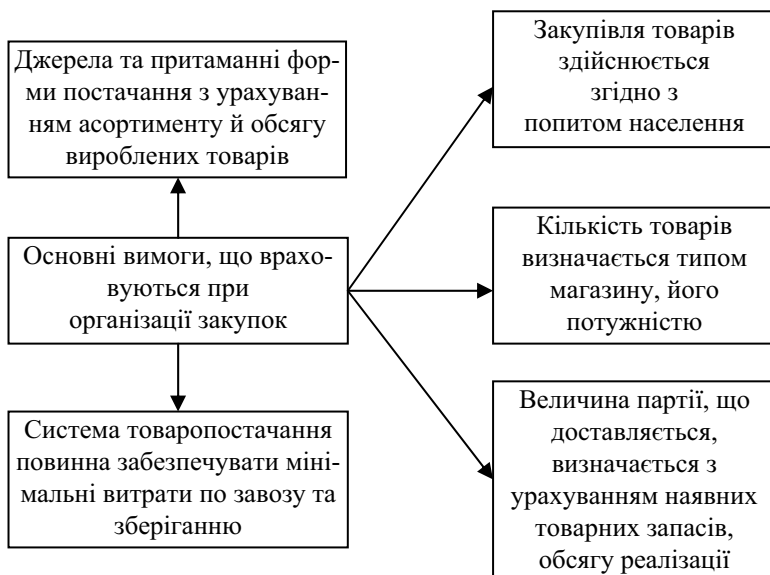 Джерела та притаманні фор-
ми постачання з урахуван-
ням асортименту й обсягу
вироблених товарів
Основні вимоги, що врахо-
вуються при
організації закупок
Система товаропостачання
повинна забезпечувати міні-
мальні витрати по завозу та
зберіганню
Закупівля товарів
здійснюється
згідно з
попитом населення
Кількість товарів
визначається типом
магазину, його
потужністю
Величина партії, що
доставляється,
визначається з
урахуванням наявних
товарних запасів,
обсягу реалізації